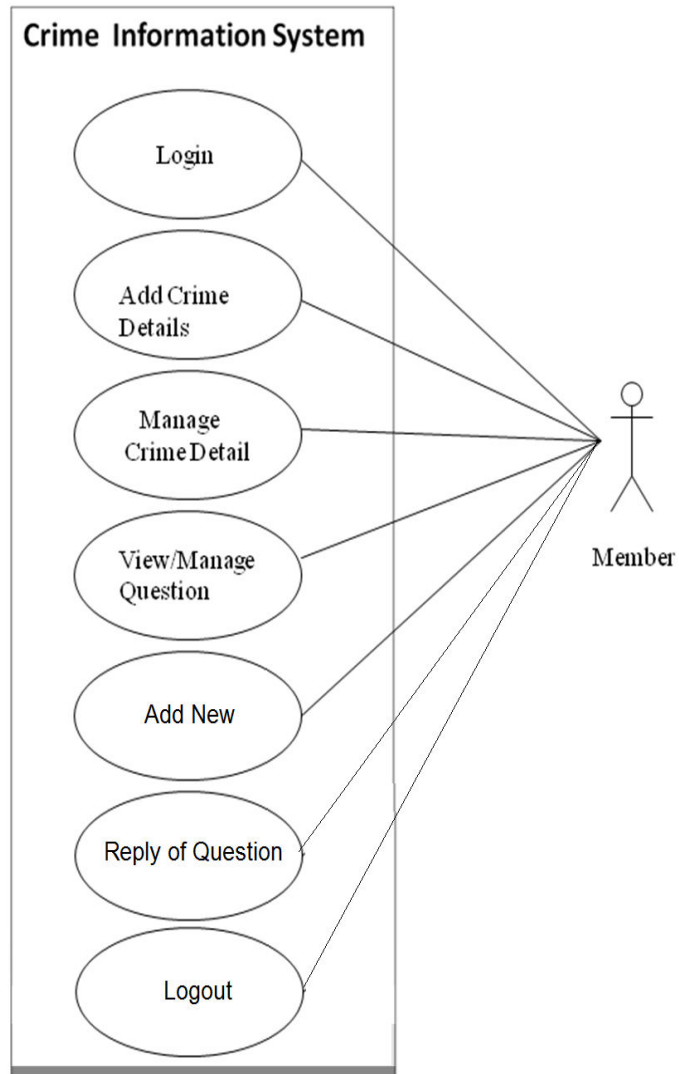 Crime Information System
Login
Add Crime
Details
Manage
Crime Detail
View/Manage
Question
Member
Add New
Reply of Question
Logout